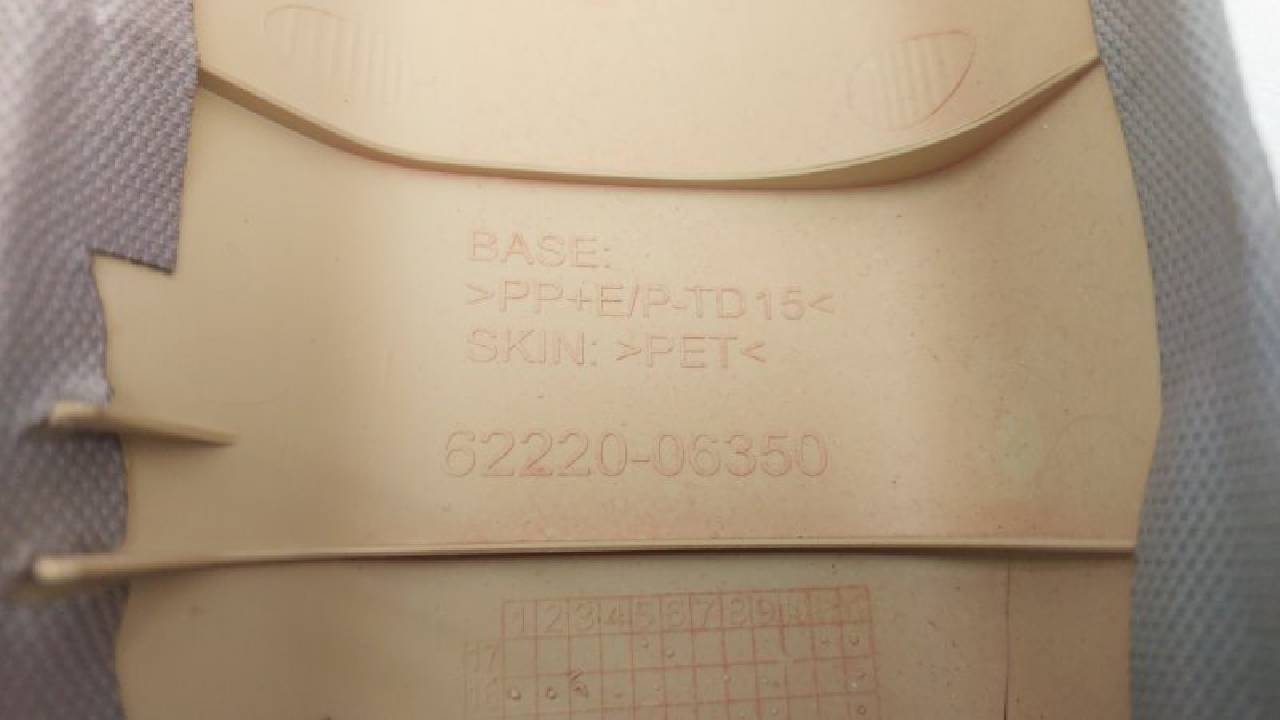 BASE:
>PP+E/P-TD15<
SKIN: >PET<
62220-06350
1 2 3 4 5 6 7 8 9
17